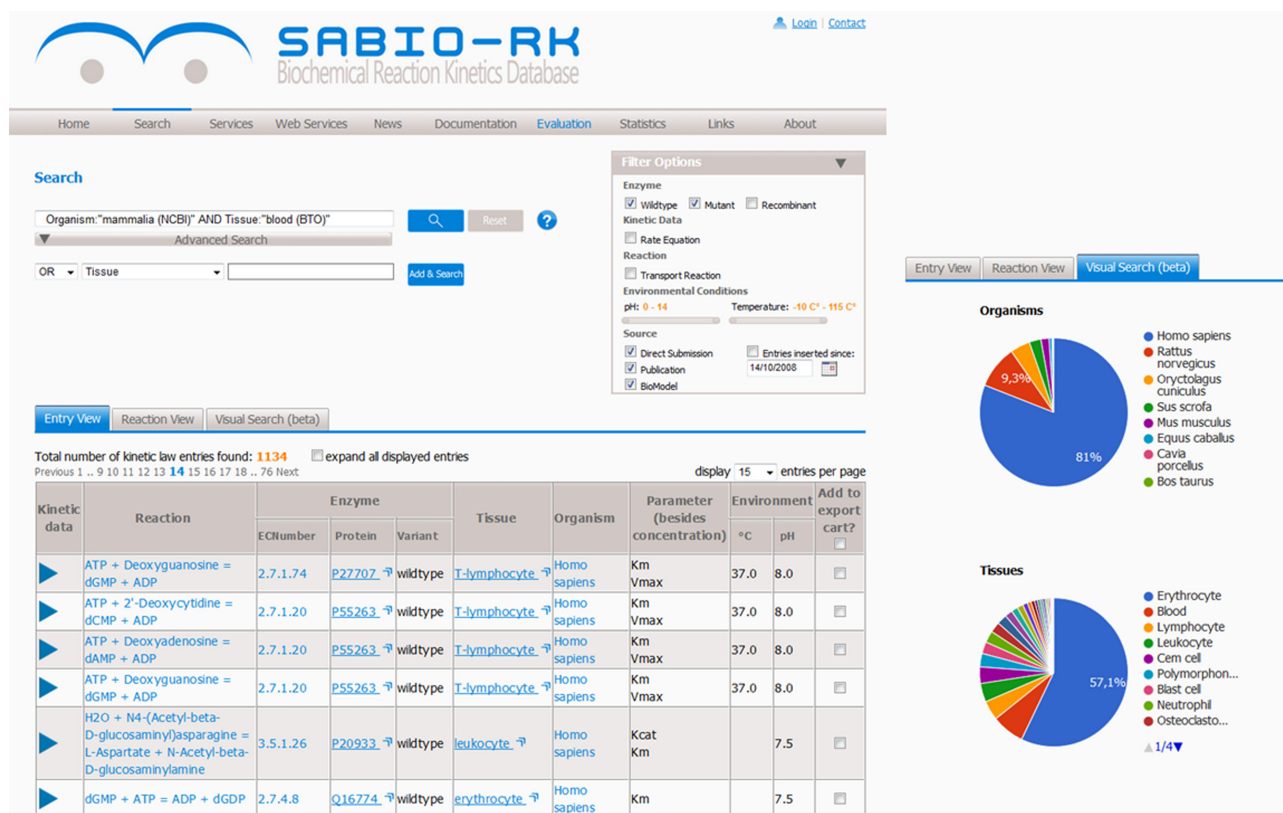 Login | Contact
SABIO-RK
Biochemical Reaction Kinetics Database
Home Search Services Web Services News Documentation Evaluation Statistics Links About
Search
Organism:"mammalia (NCBI)" AND Tissue:"blood (BTO)"
Reset
?
Advanced Search
OR Tissue Add & Search
Filter Options
Enzyme
Wildtype Mutant Recombinant
Kinetic Data
Rate Equation
Reaction
Transport Reaction
Environmental Conditions
pH: 0 - 14 Temperature: -10 C° - 115 C°
Source
Direct Submission Entries inserted since:
Publication 14/10/2008
BioModel
Entry View Reaction View Visual Search (beta)
Total number of kinetic law entries found: 1134 expand all displayed entries
Previous 1 .. 9 10 11 12 13 14 15 16 17 18 .. 76 Next display 15 entries per page
Kinetic data Reaction Enzyme Tissue Organism Parameter (besides concentration) Environment Add to export cart?
ECNumber Protein Variant °C pH
ATP + Deoxyguanosine = dGMP + ADP 2.7.1.74 P27707 wildtype T-lymphocyte Homo sapiens Km Vmax 37.0 8.0
ATP + 2'-Deoxycytidine = dCMP + ADP 2.7.1.20 P55263 wildtype T-lymphocyte Homo sapiens Km Vmax 37.0 8.0
ATP + Deoxyadenosine = dAMP + ADP 2.7.1.20 P55263 wildtype T-lymphocyte Homo sapiens Km Vmax 37.0 8.0
ATP + Deoxyguanosine = dGMP + ADP 2.7.1.20 P55263 wildtype T-lymphocyte Homo sapiens Km Vmax 37.0 8.0
H2O + N4-(Acetyl-beta-D-glucosaminyl)asparagine = L-Aspartate + N-Acetyl-beta-D-glucosaminylamine 3.5.1.26 P20933 wildtype leukocyte Homo sapiens Kcat Km 7.5
dGMP + ATP = ADP + dGDP 2.7.4.8 Q16774 wildtype erythrocyte Homo sapiens Km 7.5
Entry View Reaction View Visual Search (beta)
Organisms
9,3%
81%
Homo sapiens
Rattus
norvegicus
Oryctolagus
cuniculus
Sus scrofa
Mus musculus
Equus caballus
Cavia
porcellus
Bos taurus
Tissues
57,1%
Erythrocyte
Blood
Lymphocyte
Leukocyte
Cem cell
Polymorphon...
Blast cell
Neutrophil
Osteoclasto...
1/4